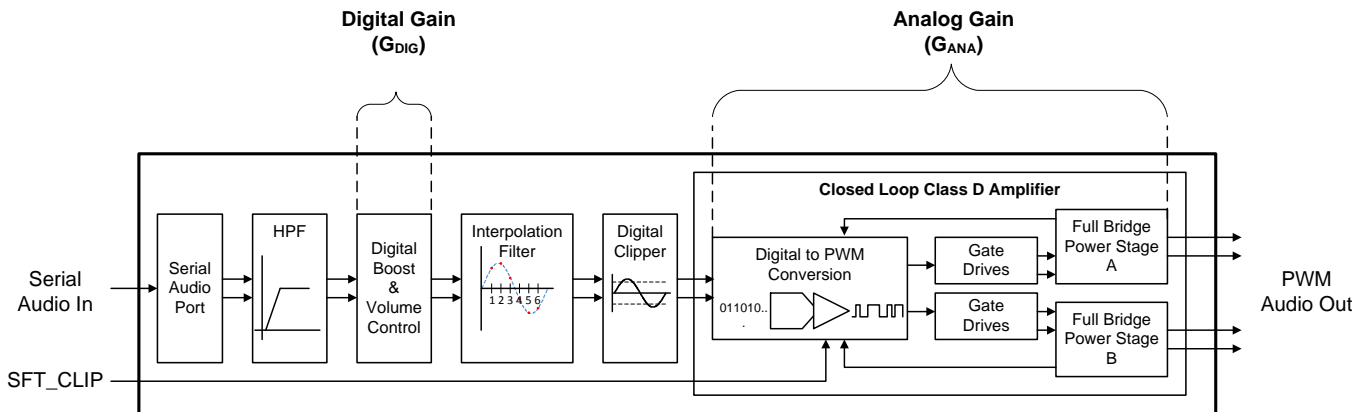 Digital Gain
(GDIG)
Analog Gain
(GANA)
Closed Loop Class D Amplifier
Serial
Audio In
Serial
Audio
Port
HPF
Digital
Boost
&
Volume
Control
Interpolation
Filter
1 2 3 4 5 6
Digital
Clipper
Digital to PWM
Conversion
011010..
.
Gate
Drives
Gate
Drives
Full Bridge
Power Stage
A
Full Bridge
Power Stage
B
PWM
Audio Out
SFT_CLIP